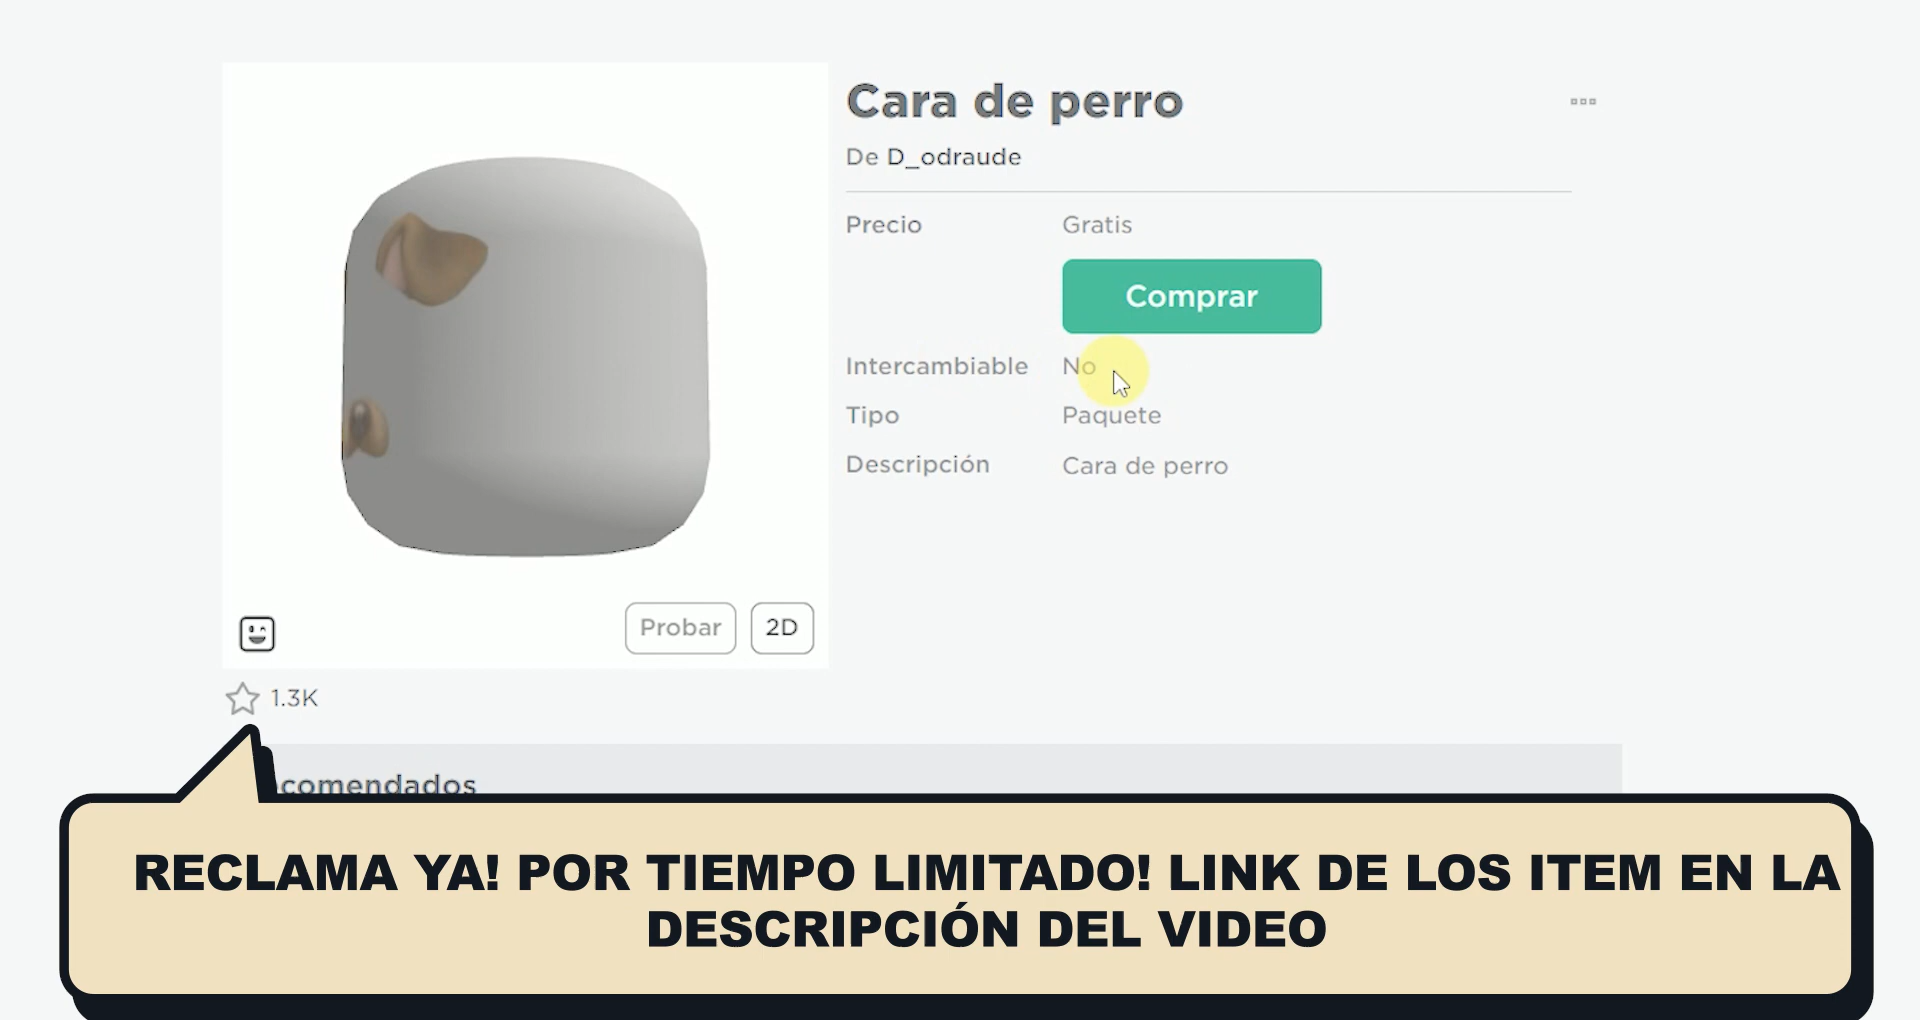 Cara de perro
De D_odraude
Precio Gratis
Comprar
Intercambiable No
Tipo Paquete
Descripción Cara de perro
Probar 2D
1.3K
comendados
RECLAMA YA! POR TIEMPO LIMITADO! LINK DE LOS ITEM EN LA
DESCRIPCIÓN DEL VIDEO